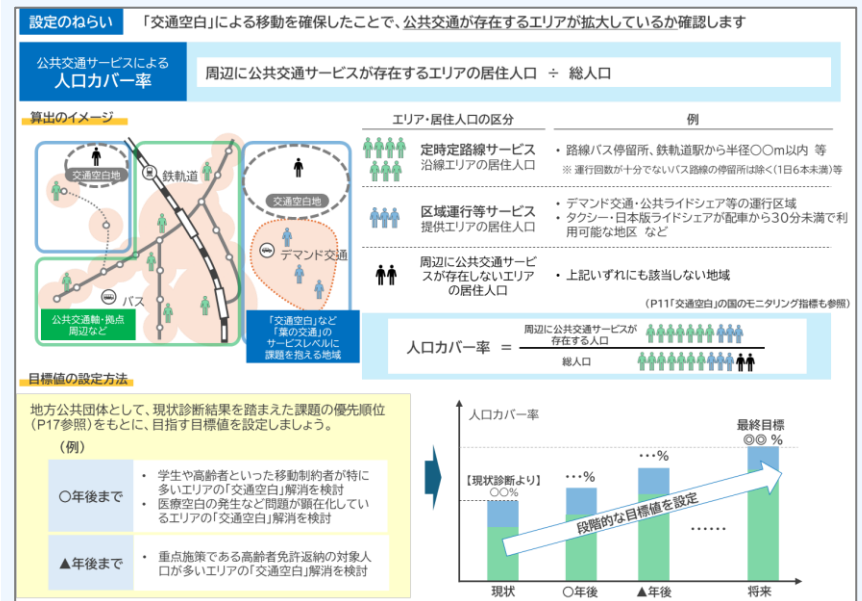 設定のねらい
「交通空白」による移動を確保したことで、公共交通が存在するエリアが拡大しているか確認します
公共交通サービスによる
人口カバー率
周辺に公共交通サービスが存在するエリアの居住人口 ÷ 総人口
算出のイメージ
交通空白地
鉄軌道
交通空白地
デマンド交通
バス
公共交通軸・拠点
周辺など
「交通空白」など
「葉の交通」の
サービスレベルに
課題を抱える地域
エリア・居住人口の区分
例
定時定路線サービス
沿線エリアの居住人口
・ 路線バス停留所、鉄軌道駅から半径〇〇m以内 等
※ 運行回数が十分でないバス路線の停留所は除く(1日6本未満)等
区域運行等サービス
提供エリアの居住人口
・ デマンド交通・公共ライドシェア等の運行区域
・ タクシー・日本版ライドシェアが配車から30分未満で利
用可能な地区 など
周辺に公共交通サービ
スが存在しないエリア
の居住人口
・ 上記いずれにも該当しない地域
(P11「交通空白」の国のモニタリング指標も参照)
人口カバー率 =
周辺に公共交通サービスが
存在する人口
総人口
目標値の設定方法
地方公共団体として、現状診断結果を踏まえた課題の優先順位
(P17参照)をもとに、目指す目標値を設定しましょう。
(例)
〇年後まで
・ 学生や高齢者といった移動制約者が特に
多いエリアの「交通空白」解消を検討
・ 医療空白の発生など問題が顕在化してい
るエリアの「交通空白」解消を検討
▲年後まで
・ 重点施策である高齢者免許返納の対象人
口が多いエリアの「交通空白」解消を検討
人口カバー率
【現状診断より】
〇〇%
・・・%
・・・%
最終目標
◎◎ %
段階的な目標値を設定
……
現状
〇年後
▲年後
将来